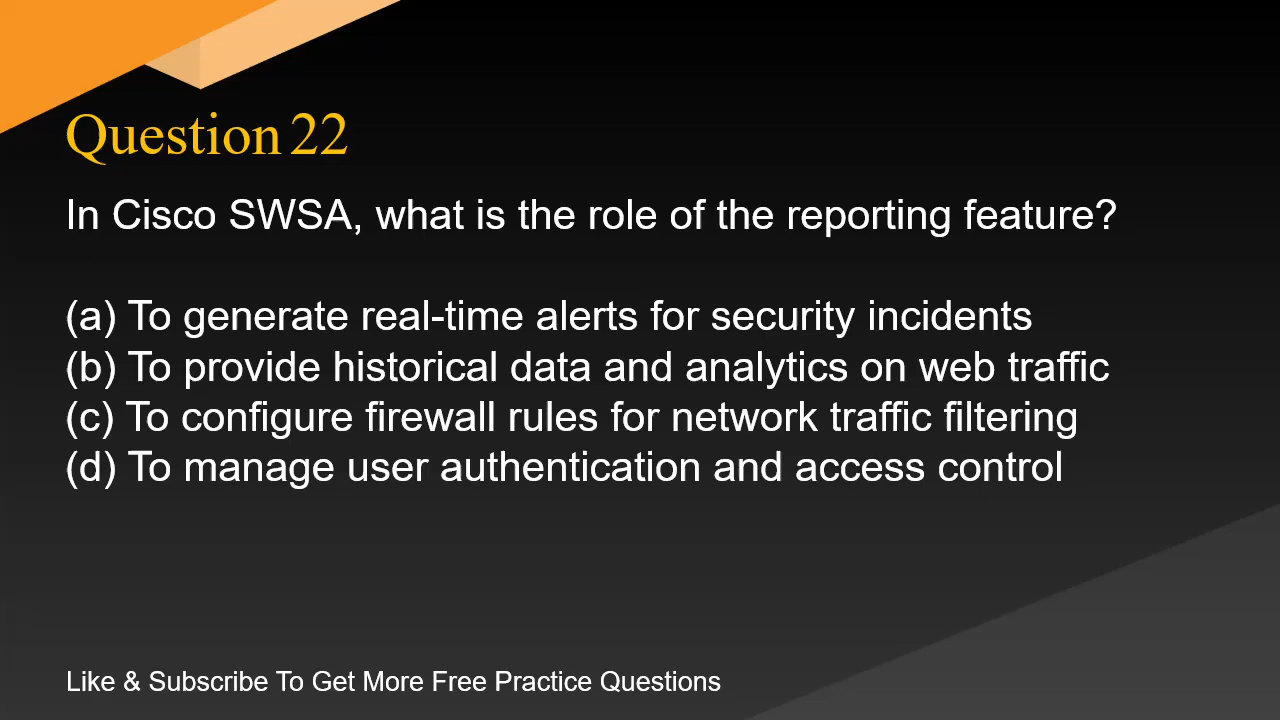 Question 22
In Cisco SWSA, what is the role of the reporting feature?
(a) To generate real-time alerts for security incidents
(b) To provide historical data and analytics on web traffic
(c) To configure firewall rules for network traffic filtering
(d) To manage user authentication and access control
Like & Subscribe To Get More Free Practice Questions